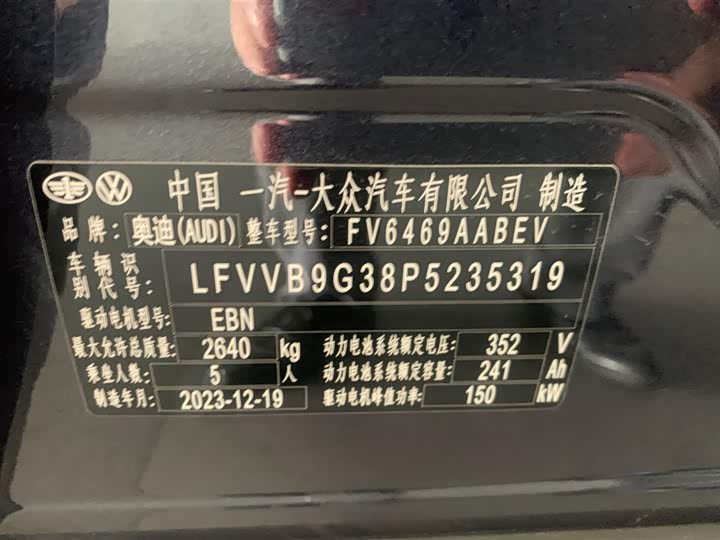 中国 一汽-大众汽车有限公司 制造
品牌: 奥迪(AUDI) 整车型号: FV6469AABEV
车辆识别代号: LFVVB9G38P5235319
驱动电机型号: EBN
最大允许总质量: 2640 kg 动力电池系统额定电压: 352 V
乘坐人数: 5 人 动力电池系统额定容量: 241 Ah
制造年月: 2023-12-19 驱动电机峰值功率: 150 kW